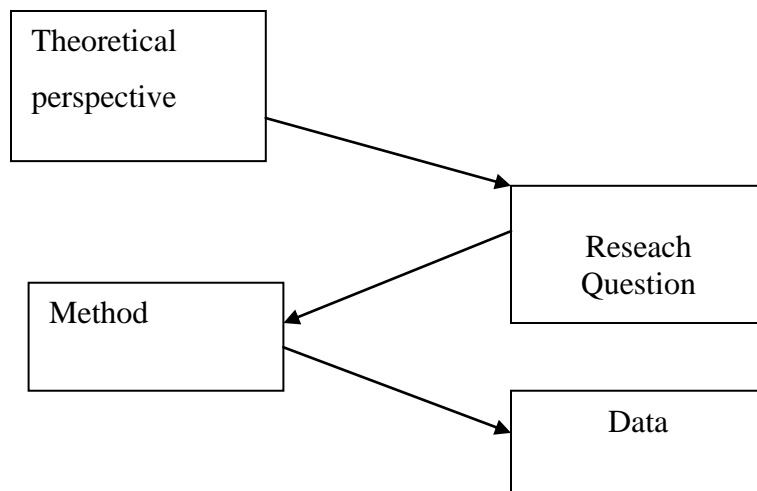 Theoretical
perspective
Reseach
Question
Method
Data